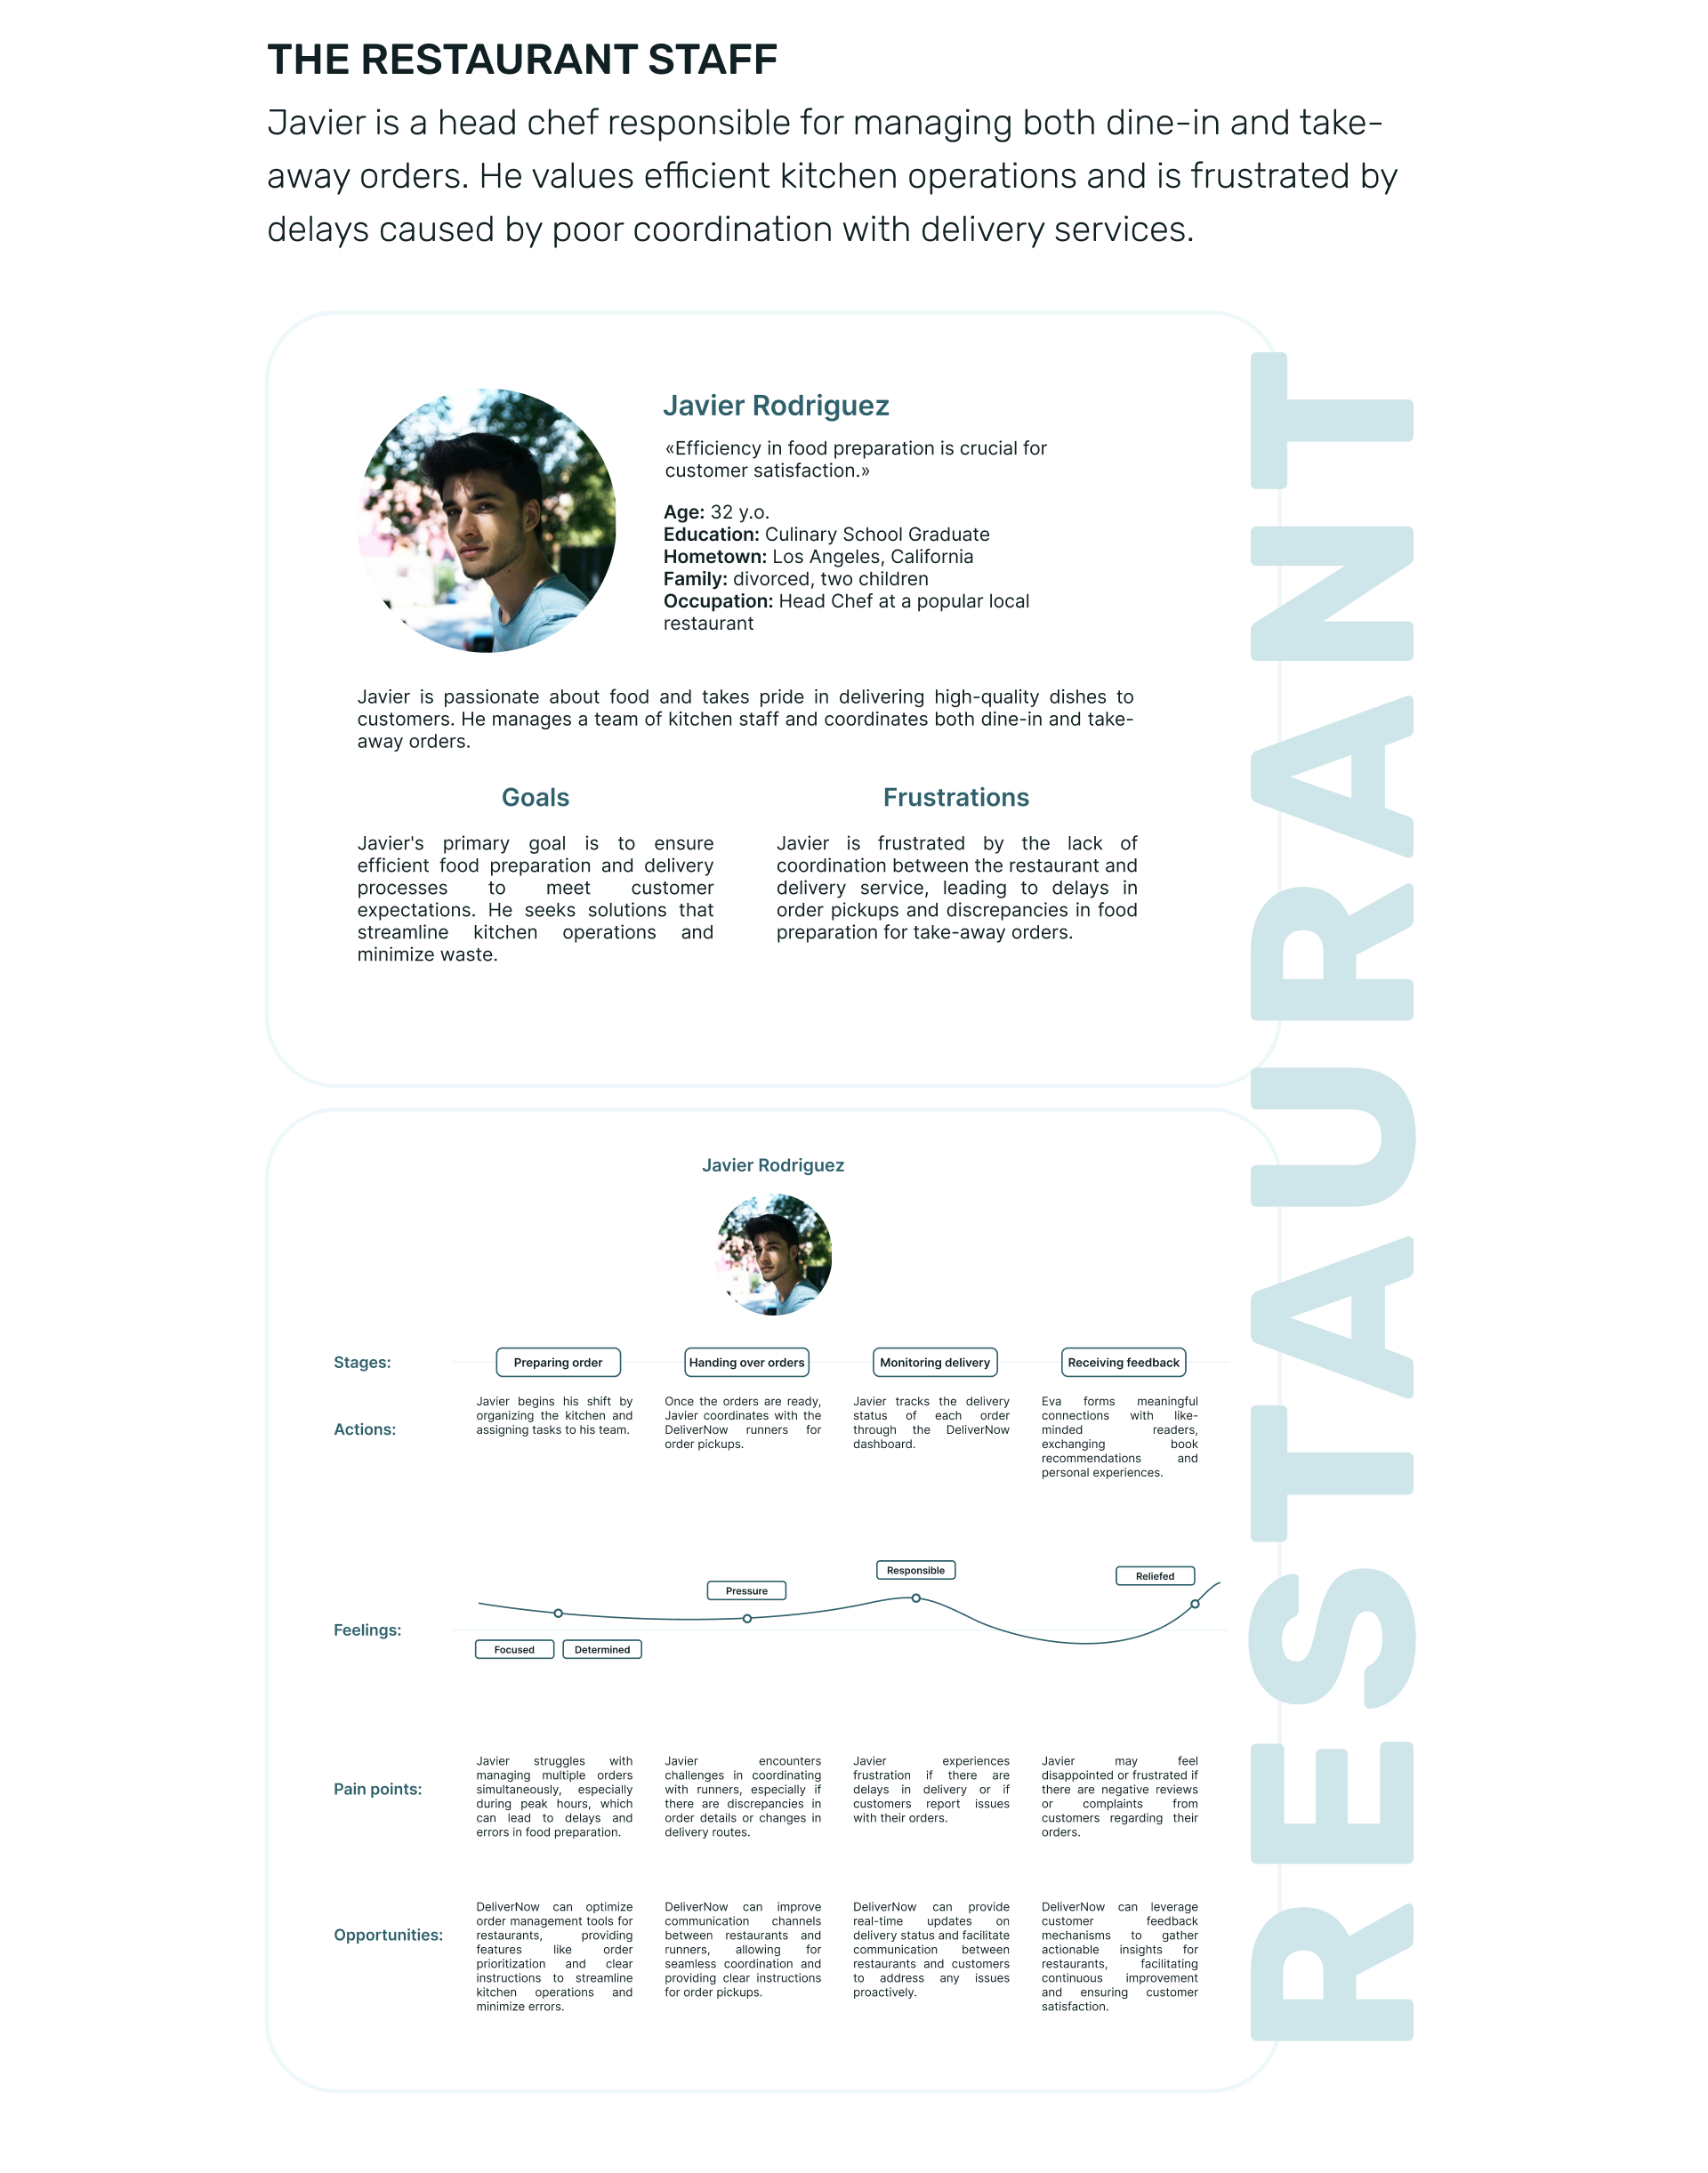 THE RESTAURANT STAFF
Javier is a head chef responsible for managing both dine-in and take-
away orders. He values efficient kitchen operations and is frustrated by
delays caused by poor coordination with delivery services.
Javier Rodriguez
«Efficiency in food preparation is crucial for
customer satisfaction.»
Age: 32 y.o.
Education: Culinary School Graduate
Hometown: Los Angeles, California
Family: divorced, two children
Occupation: Head Chef at a popular local
restaurant
Javier is passionate about food and takes pride in delivering high-quality dishes to
customers. He manages a team of kitchen staff and coordinates both dine-in and take-
away orders.
Goals
Javier's primary goal is to ensure
efficient food preparation and delivery
processes to meet customer
expectations. He seeks solutions that
streamline kitchen operations and
minimize waste.
Frustrations
Javier is frustrated by the lack of
coordination between the restaurant and
delivery service, leading to delays in
order pickups and discrepancies in food
preparation for take-away orders.
RESTAURANT
Javier Rodriguez
Stages:
Preparing order
Handing over orders
Monitoring delivery
Receiving feedback
Actions:
Javier begins his shift by
organizing the kitchen and
assigning tasks to his team.
Once the orders are ready,
Javier coordinates with the
DeliverNow runners for
order pickups.
Javier tracks the delivery
status of each order
through the DeliverNow
dashboard.
Eva forms meaningful
connections with like-
minded readers,
exchanging book
recommendations and
personal experiences.
Feelings:
Focused
Determined
Pressure
Responsible
Reliefed
Pain points:
Javier struggles with
managing multiple orders
simultaneously, especially
during peak hours, which
can lead to delays and
errors in food preparation.
Javier encounters
challenges in coordinating
with runners, especially if
there are discrepancies in
order details or changes in
delivery routes.
Javier experiences
frustration if there are
delays in delivery or if
customers report issues
with their orders.
Javier may feel
disappointed or frustrated if
there are negative reviews
or complaints from
customers regarding their
orders.
Opportunities:
DeliverNow can optimize
order management tools for
restaurants, providing
features like order
prioritization and clear
instructions to streamline
kitchen operations and
minimize errors.
DeliverNow can improve
communication channels
between restaurants and
runners, allowing for
seamless coordination and
providing clear instructions
for order pickups.
DeliverNow can provide
real-time updates on
delivery status and facilitate
communication between
restaurants and customers
to address any issues
proactively.
DeliverNow can leverage
customer feedback
mechanisms to gather
actionable insights for
restaurants, facilitating
continuous improvement
and ensuring customer
satisfaction.